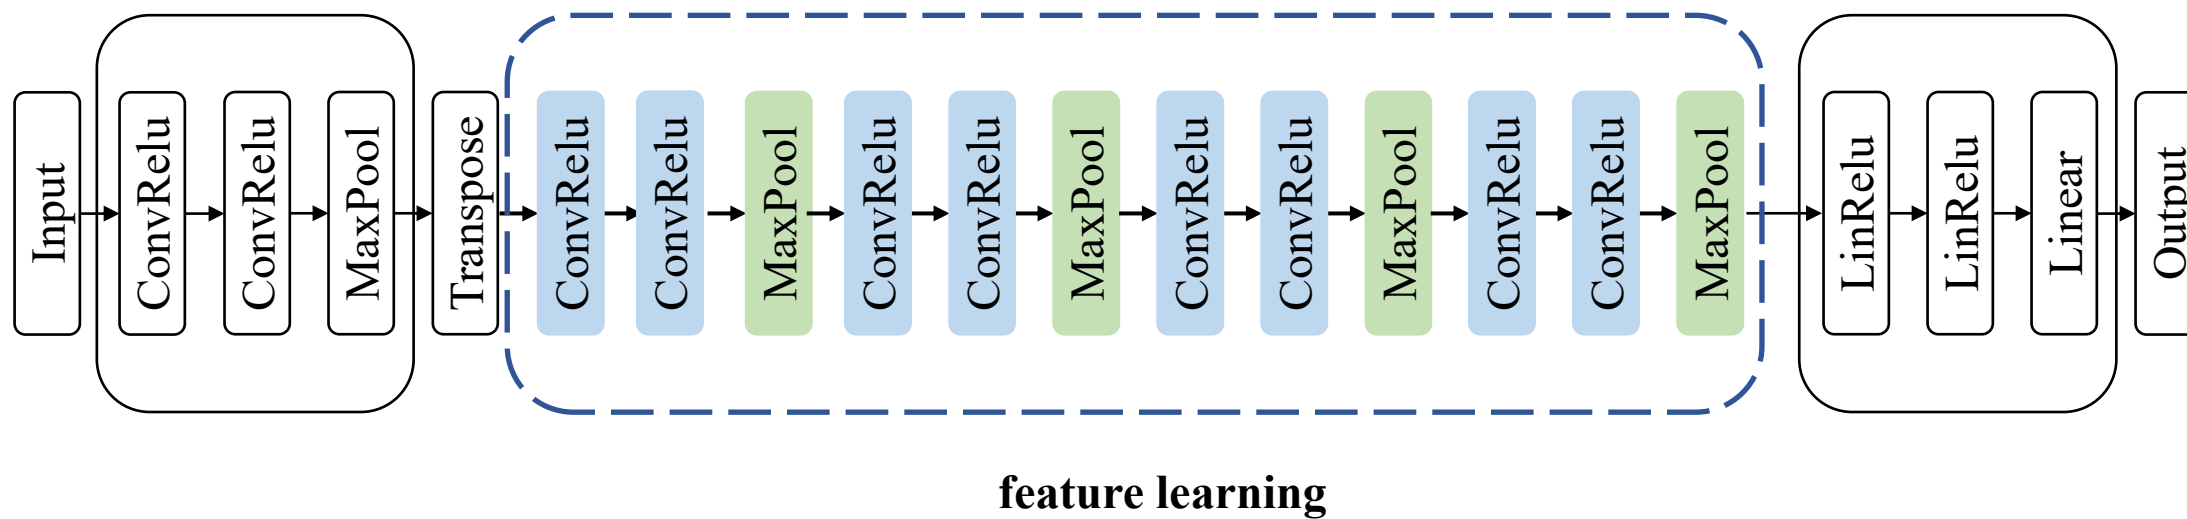 Input
ConvRelu
ConvRelu
MaxPool
Transpose
ConvRelu
ConvRelu
MaxPool
ConvRelu
ConvRelu
MaxPool
ConvRelu
ConvRelu
MaxPool
ConvRelu
ConvRelu
MaxPool
LinRelu
LinRelu
Linear
Output
feature learning